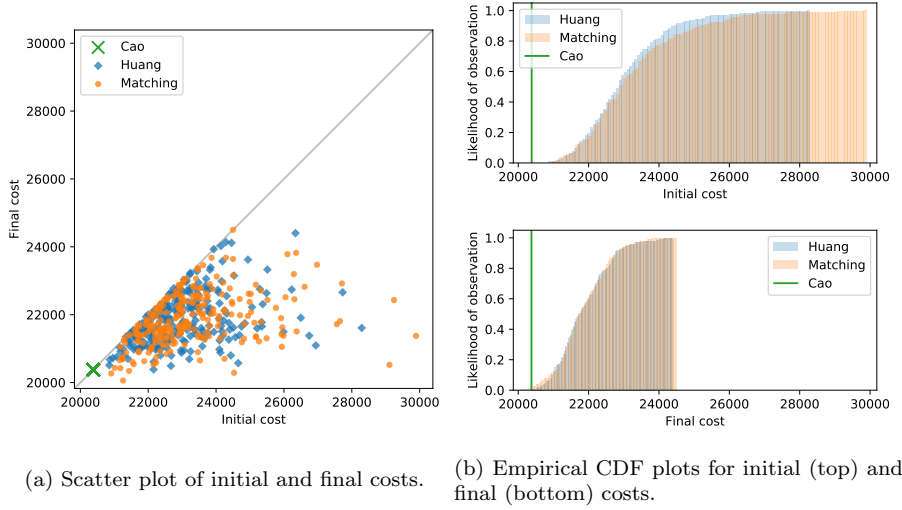 30000
28000
26000
24000
22000
20000
Final cost
Cao
Huang
Matching
20000 22000 24000 26000 28000 30000
Initial cost
1.0
0.8
0.6
0.4
0.2
0.0
Likelihood of observation
Huang
Matching
Cao
20000 22000 24000 26000 28000 30000
Initial cost
1.0
0.8
0.6
0.4
0.2
0.0
Likelihood of observation
Huang
Matching
Cao
20000 22000 24000 26000 28000 30000
Final cost
(a) Scatter plot of initial and final costs.
(b) Empirical CDF plots for initial (top) and
final (bottom) costs.